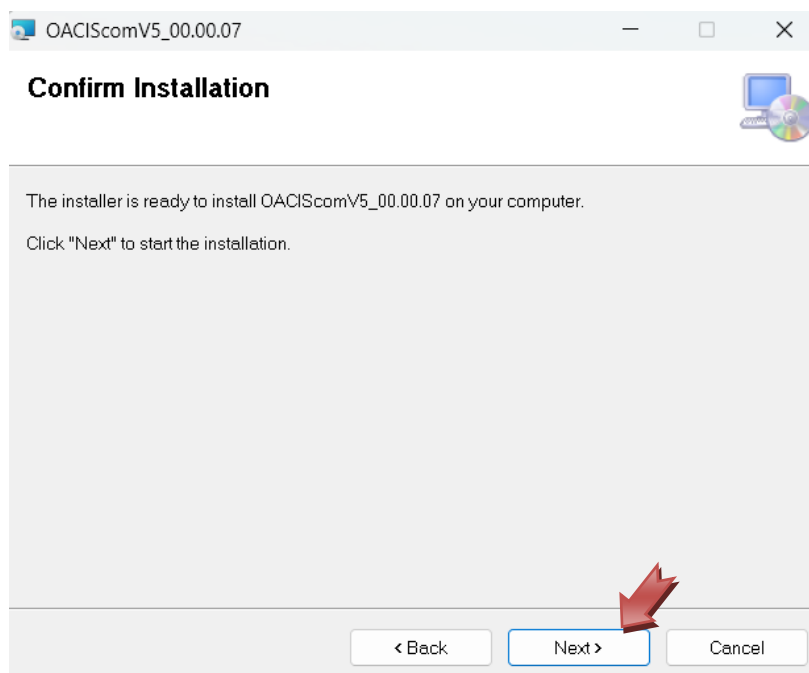 OACIScomV5_00.00.07
Confirm Installation
The installer is ready to install OACIScomV5_00.00.07 on your computer.
Click "Next" to start the installation.
< Back
Next >
Cancel